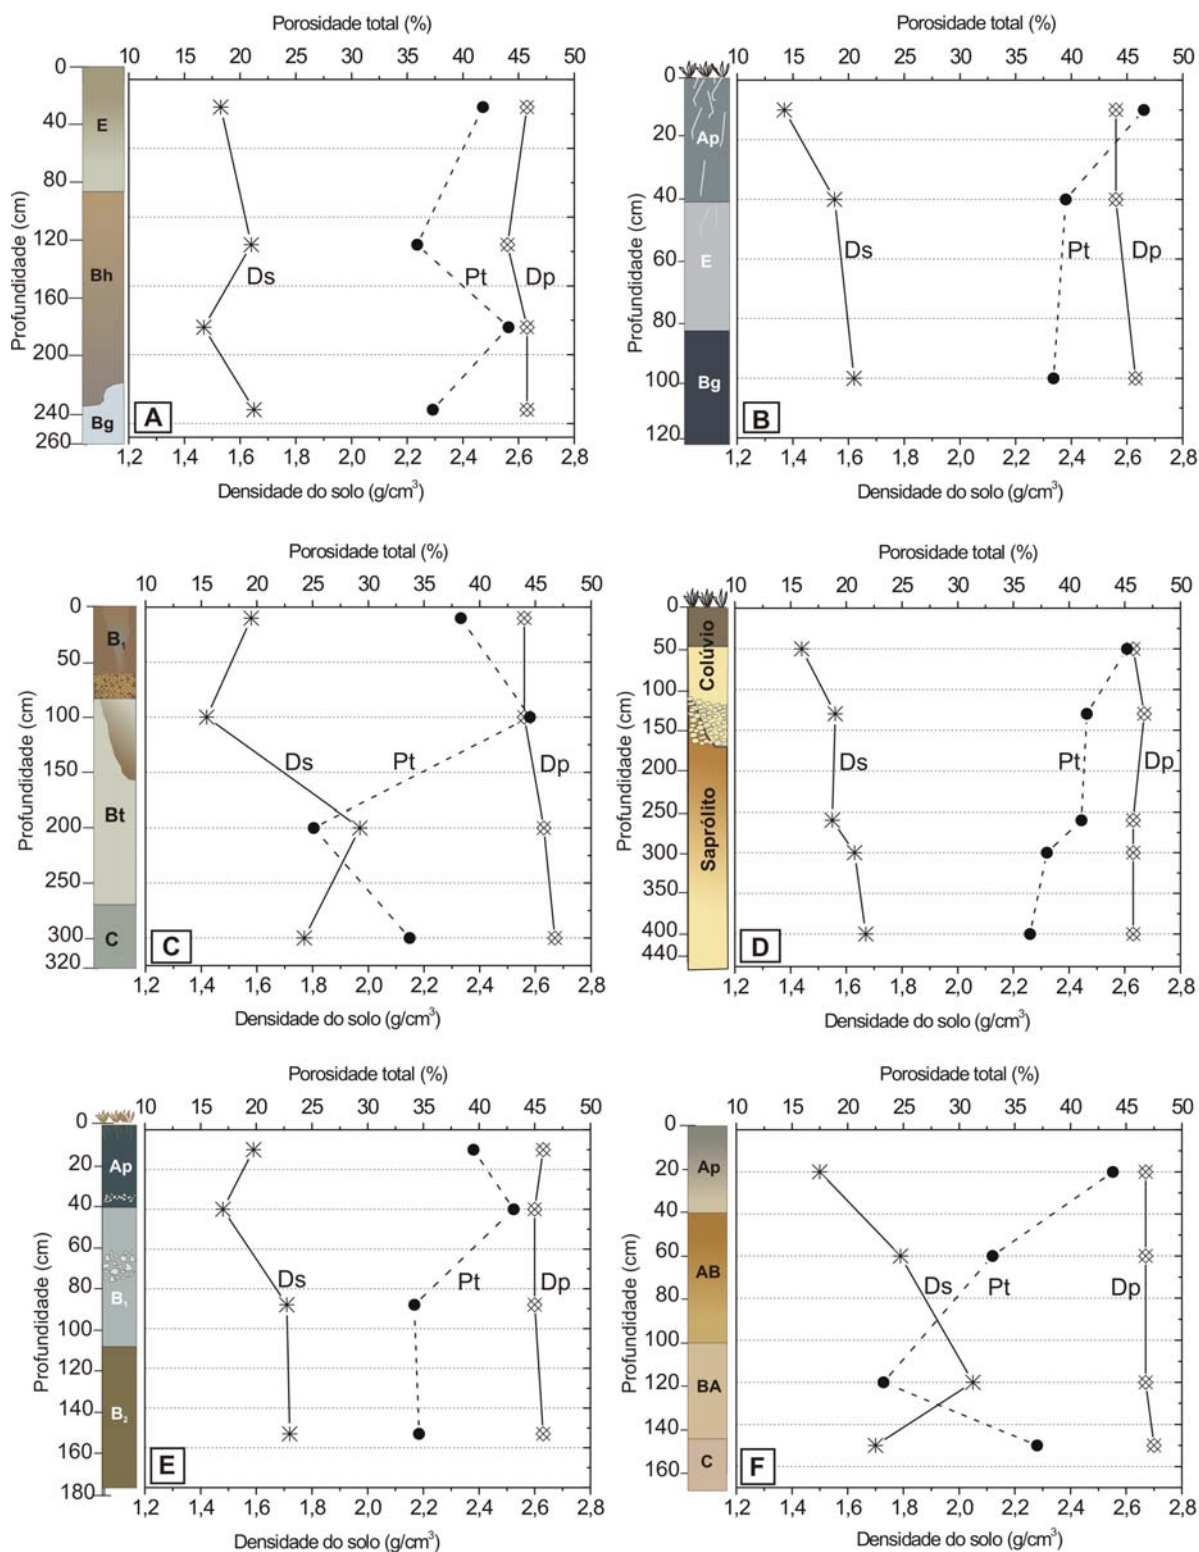 Porosidade total (%)
10 15 20 25 30 35 40 45 50
0
40
80
120
160
200
240
260
Profundidade (cm)
E
Bh
Bg
Ds
Pt
Dp
A
1,2 1,4 1,6 1,8 2,0 2,2 2,4 2,6 2,8
Densidade do solo (g/cm³)
Porosidade total (%)
10 15 20 25 30 35 40 45 50
0
20
40
60
80
100
120
Profundidade (cm)
Ap
E
Bg
Ds
Pt
Dp
B
1,2 1,4 1,6 1,8 2,0 2,2 2,4 2,6 2,8
Densidade do solo (g/cm³)
Porosidade total (%)
10 15 20 25 30 35 40 45 50
0
50
100
150
200
250
300
320
Profundidade (cm)
B₁
Bt
C
Ds
Pt
Dp
C
1,2 1,4 1,6 1,8 2,0 2,2 2,4 2,6 2,8
Densidade do solo (g/cm³)
Porosidade total (%)
10 15 20 25 30 35 40 45 50
0
50
100
150
200
250
300
350
400
440
Profundidade (cm)
Colúvio
Saprólito
Ds
Pt
Dp
D
1,2 1,4 1,6 1,8 2,0 2,2 2,4 2,6 2,8
Densidade do solo (g/cm³)
Porosidade total (%)
10 15 20 25 30 35 40 45 50
0
20
40
60
80
100
120
140
160
180
Profundidade (cm)
Ap
B₁
B₂
Ds
Pt
Dp
E
1,2 1,4 1,6 1,8 2,0 2,2 2,4 2,6 2,8
Densidade do solo (g/cm³)
Porosidade total (%)
10 15 20 25 30 35 40 45 50
0
20
40
60
80
100
120
140
160
Profundidade (cm)
Ap
AB
BA
C
Ds
Pt
Dp
F
1,2 1,4 1,6 1,8 2,0 2,2 2,4 2,6 2,8
Densidade do solo (g/cm³)